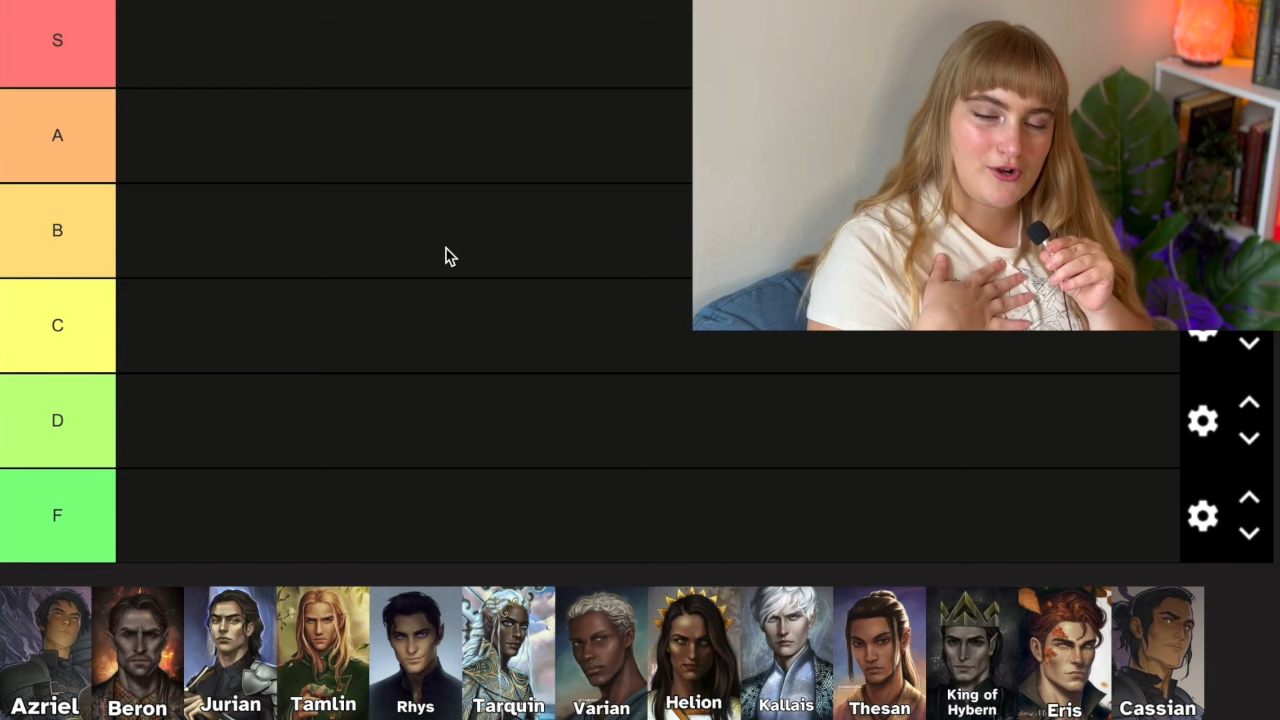 S
A
B
C
D
F
Azriel
Beron
Jurian
Tamlin
Rhys
Tarquin
Varian
Helion
Kallais
Thesan
King of
Hybern
Eris
Cassian